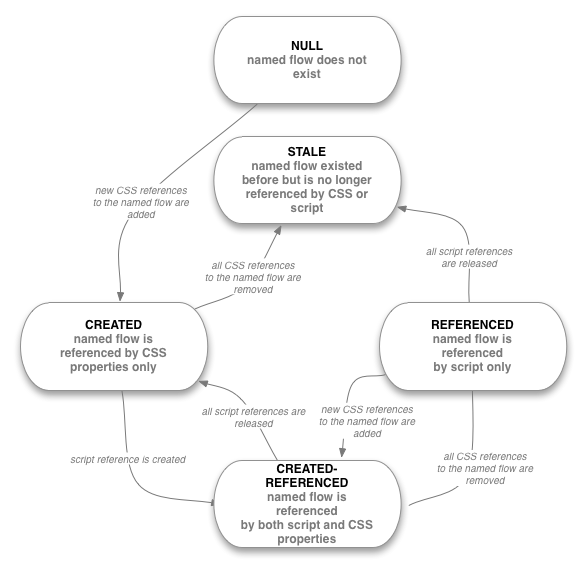 NULL
named flow does not
exist
STALE
named flow existed
before but is no longer
referenced by CSS or
script
new CSS references
to the named flow are
added
all CSS references
to the named flow are
removed
all script references
are released
CREATED
named flow is
referenced by CSS
properties only
REFERENCED
named flow is
referenced
by script only
all script references are
released
new CSS references
to the named flow are
added
script reference is created
all CSS references
to the named flow are
removed
CREATED-
REFERENCED
named flow is
referenced
by both script and CSS
properties